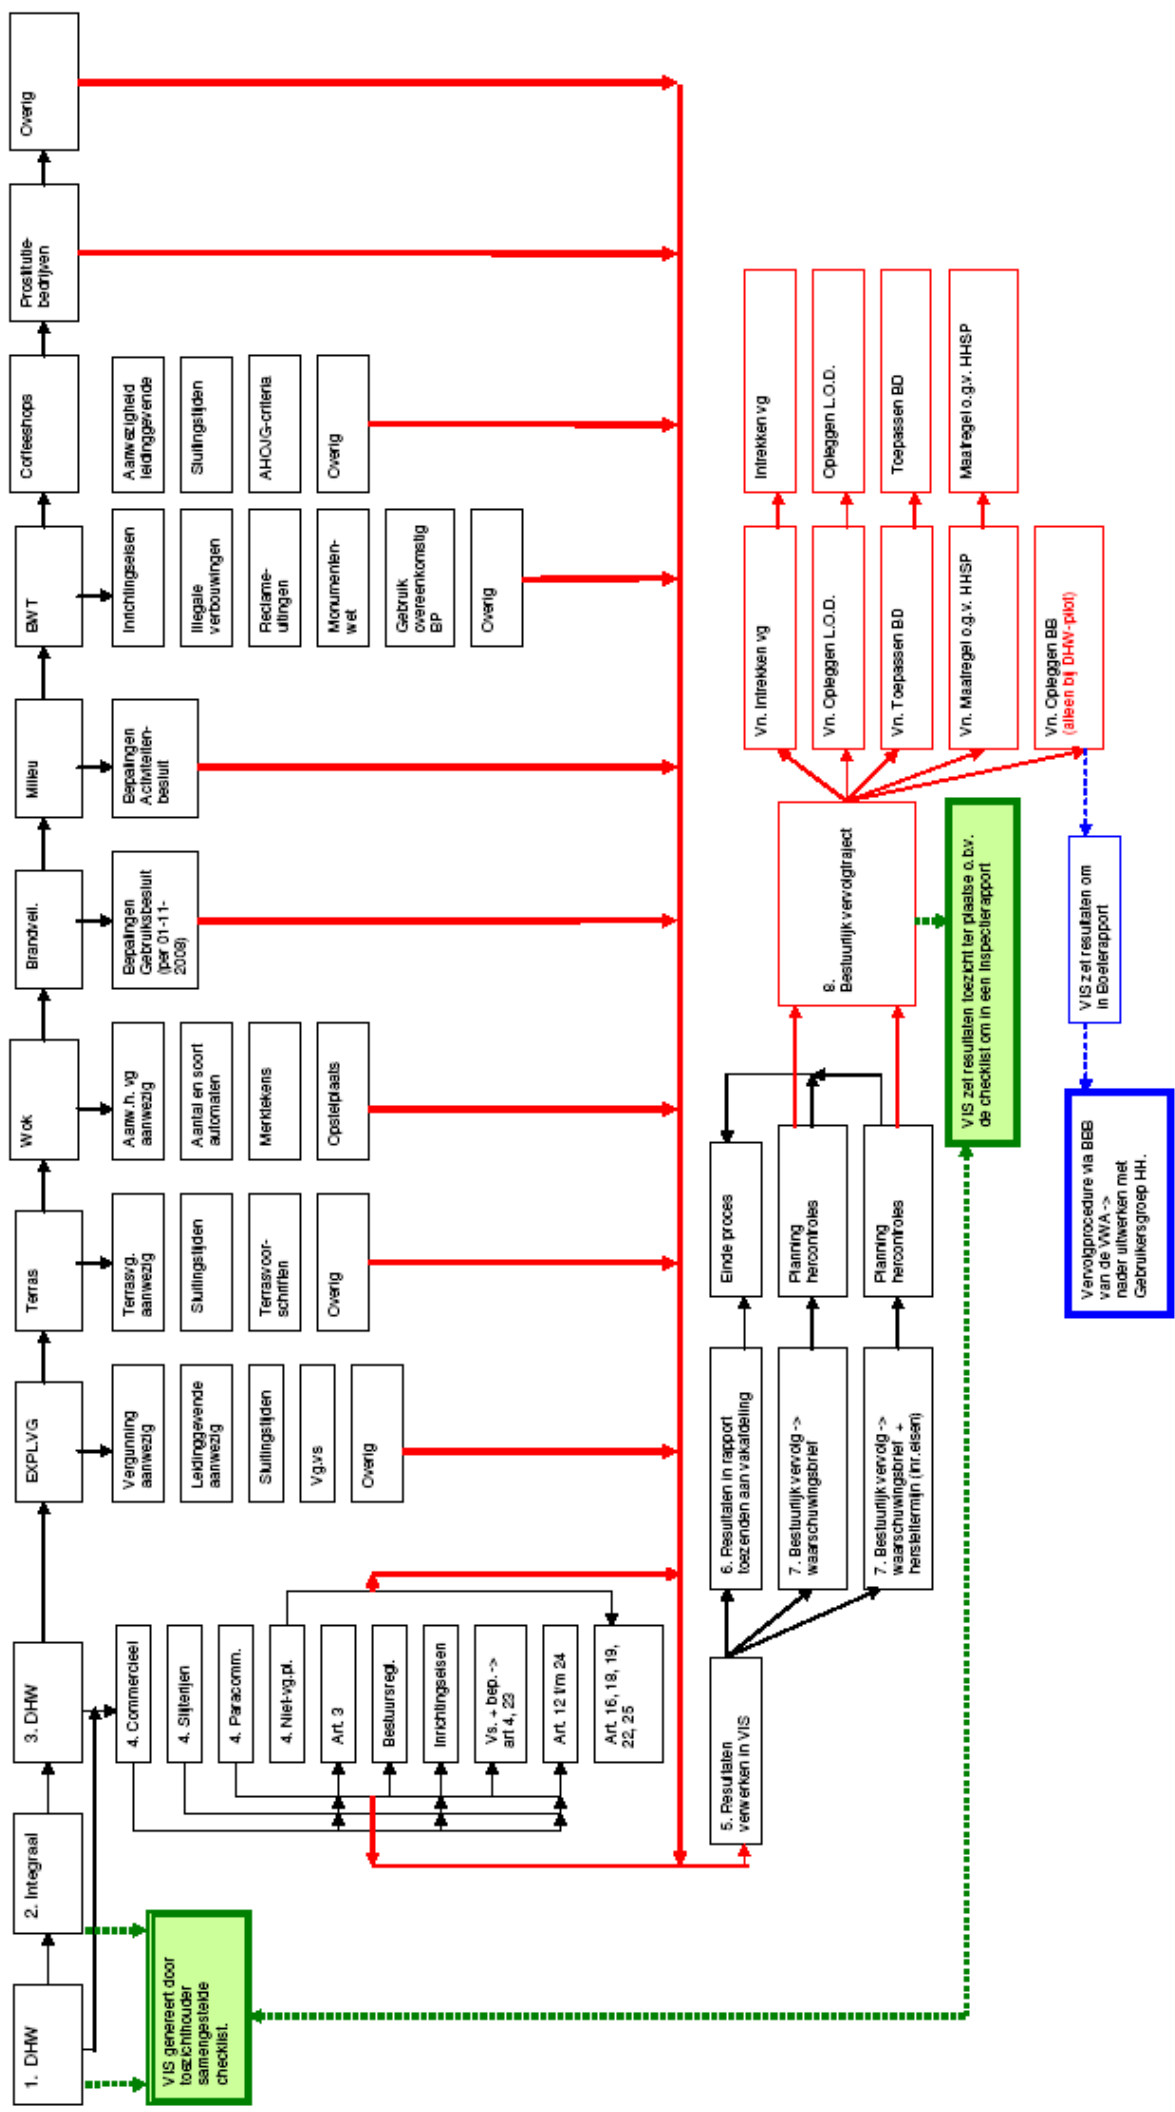 1. DHW
2. Integraal
3. DHW
EXPLVG
Terras
Wok
Brandveil.
Milieu
BWT
Coffeeshops
Prostitutie-
bedrijven
Overig
VIS genereert door
toezichthouder
samengestelde
checklist.
4. Commercieel
4. Slijterijen
4. Paracomm.
4. Niet-vg.pl.
Art. 3
Bestuursregl.
Inrichtingseisen
Vs. + bep. ->
art 4, 23
Art. 12 t/m 24
Art. 16, 18, 19,
22, 25
Vergunning
aanwezig
Leidinggevende
aanwezig
Sluitingstijden
Vg.vs
Overig
Terrasvg.
aanwezig
Sluitingstijden
Terrasvoor-
schriften
Overig
Aanw.h. vg
aanwezig
Aantal en soort
automaten
Merktekens
Opstelplaats
Bepalingen
Gebruiksbesluit
(per 01-11-
2008)
Bepalingen
Activiteiten-
besluit
Inrichtingseisen
Illegale
verbouwingen
Reclame-
uitingen
Monumenten-
wet
Gebruik
overeenkomstig
BP
Overig
Aanwezigheid
leidinggevende
Sluitingstijden
AHOJG-criteria
Overig
5. Resultaten
verwerken in VIS
6. Resultaten in rapport
toezenden aan vakafdeling
7. Bestuurlijk vervolg ->
waarschuwingsbrief
7. Bestuurlijk vervolg ->
waarschuwingsbrief +
hersteltermijn (inr.eisen)
Einde proces
Planning
hercontroles
Planning
hercontroles
8.
Bestuurlijk vervolgtraject
Vn. Intrekken vg
Vn. Opleggen L.O.D.
Vn. Toepassen BD
Vn. Maatregel o.g.v. HHSP
Vn. Opleggen BB
(alleen bij DHW-pilot)
Intrekken vg
Opleggen L.O.D.
Toepassen BD
Maatregel o.g.v. HHSP
VIS zet resultaten toezicht ter plaatse o.b.v.
de checklist om in een Inspectierapport
VIS zet resultaten om
in Boeterapport
Vervolgprocedure via BBB
van de VWA ->
nader uitwerken met
Gebruikersgroep HH.